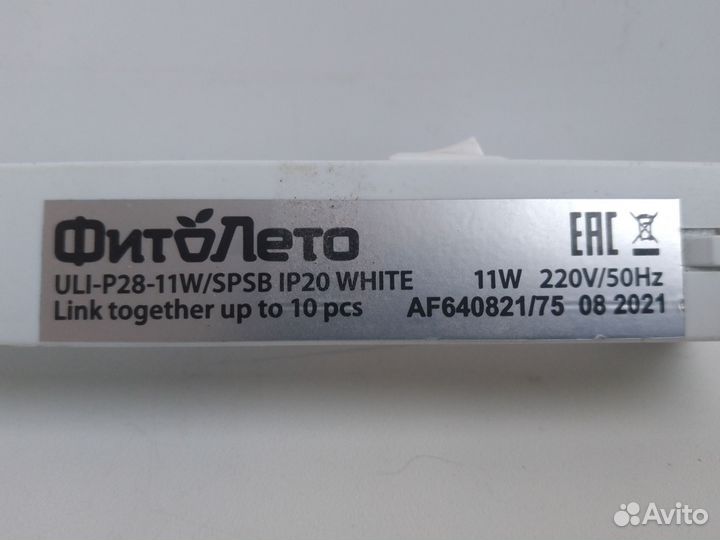 ФитоЛето
EAC
ULI-P28-11W/SPSB IP20 WHITE 11W 220V/50Hz
Link together up to 10 pcs AF640821/75 08 2021
Avito